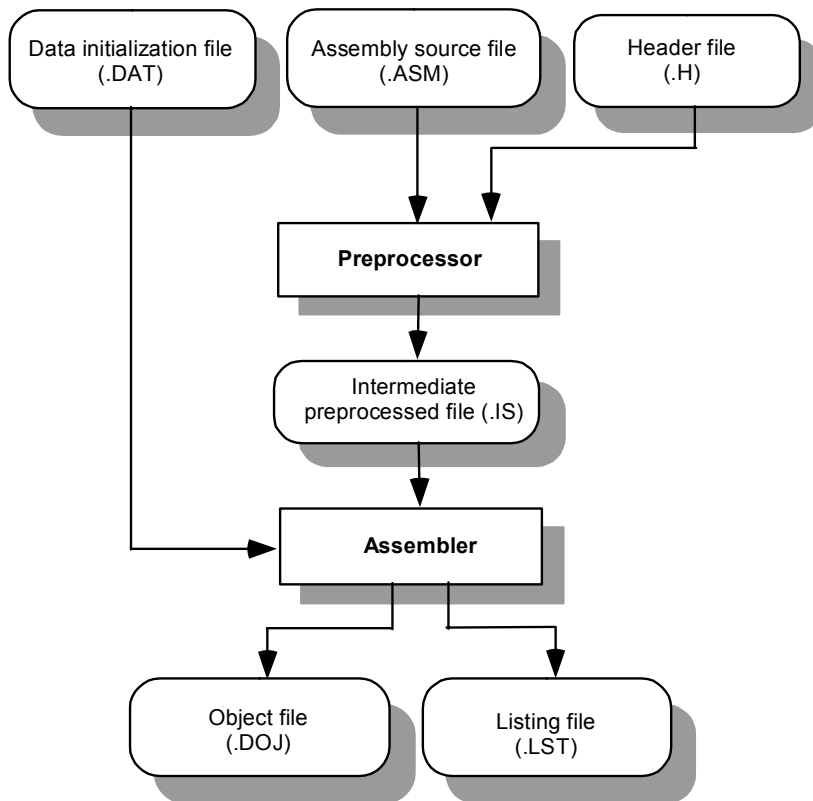 Data initialization file
(.DAT)
Assembly source file
(.ASM)
Header file
(.H)
Preprocessor
Intermediate
preprocessed file (.IS)
Assembler
Object file
(.DOJ)
Listing file
(.LST)